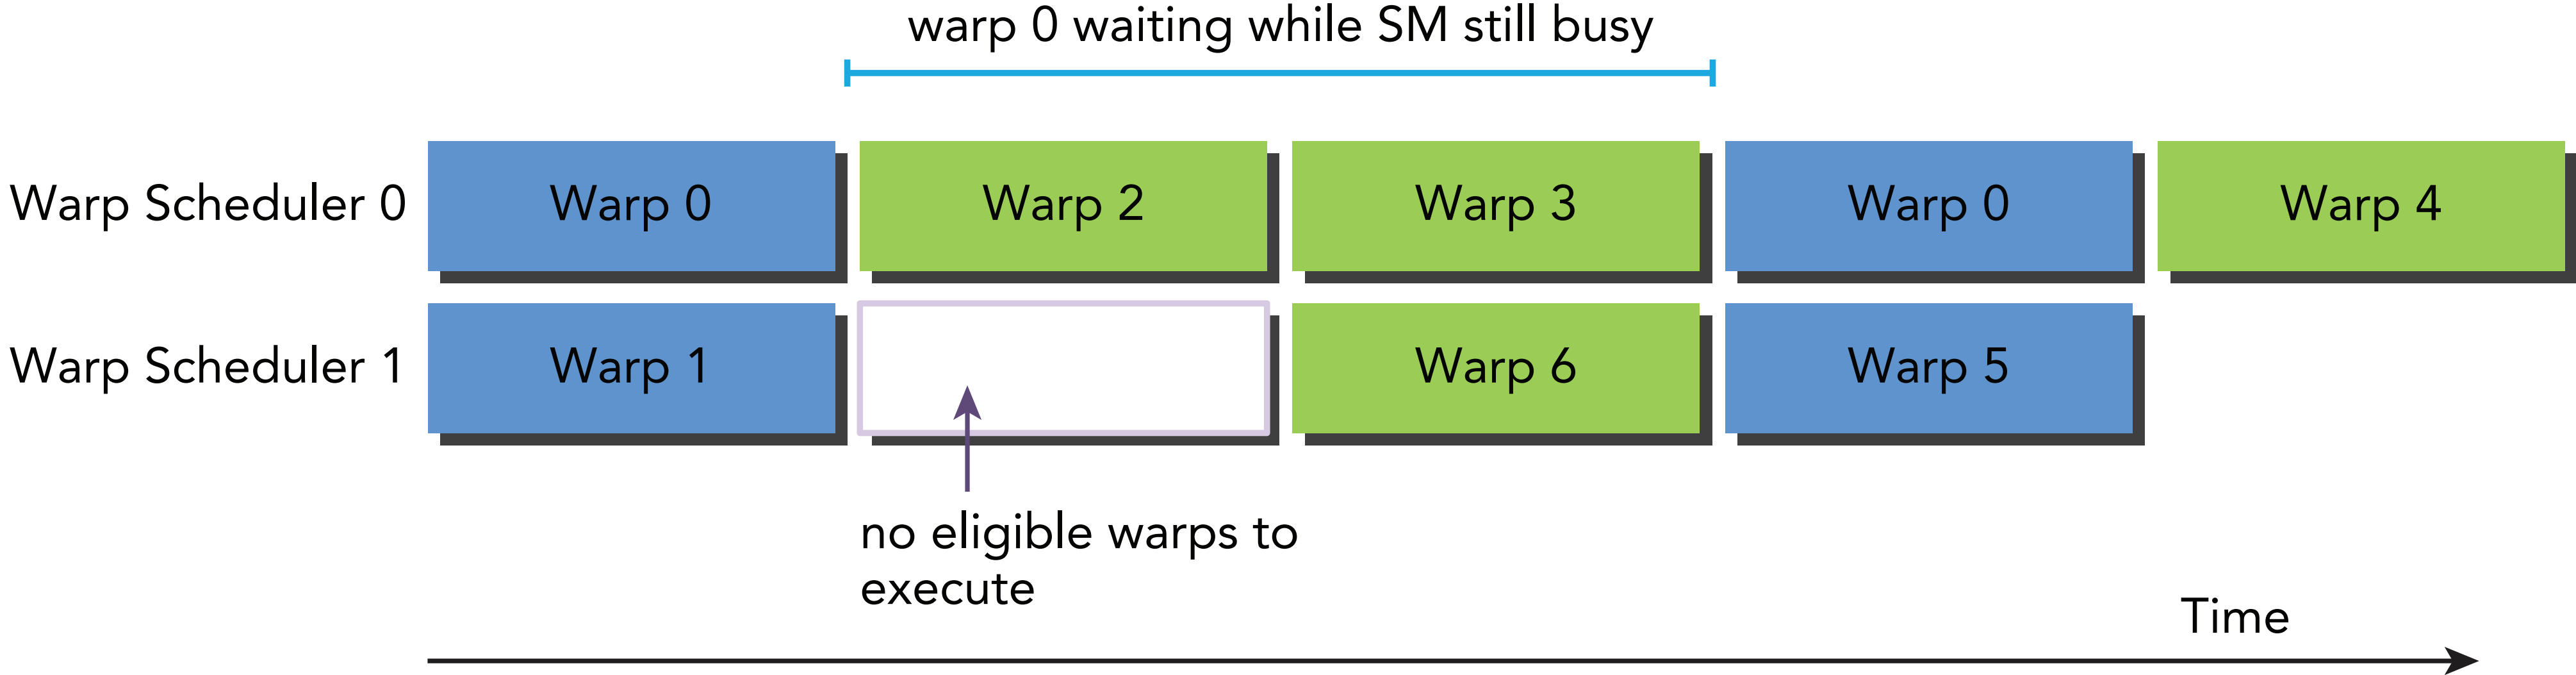 warp 0 waiting while SM still busy
Warp Scheduler 0
Warp 0
Warp 2
Warp 3
Warp 0
Warp 4
Warp Scheduler 1
Warp 1
Warp 6
Warp 5
no eligible warps to
execute
Time